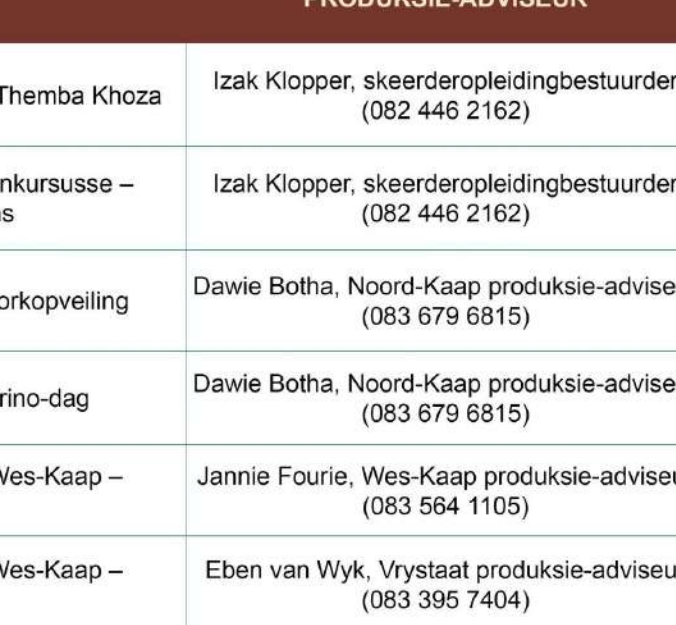 PRODUKSIE-ADVISEUR
Themba Khoza
Izak Klopper, skeerderopleidingbestuurder
(082 446 2162)
nkursusse –
s
Izak Klopper, skeerderopleidingbestuurder
(082 446 2162)
orkopveiling
Dawie Botha, Noord-Kaap produksie-advise
(083 679 6815)
rino-dag
Dawie Botha, Noord-Kaap produksie-advise
(083 679 6815)
Wes-Kaap –
Jannie Fourie, Wes-Kaap produksie-adviseu
(083 564 1105)
Wes-Kaap –
Eben van Wyk, Vrystaat produksie-adviseu
(083 395 7404)